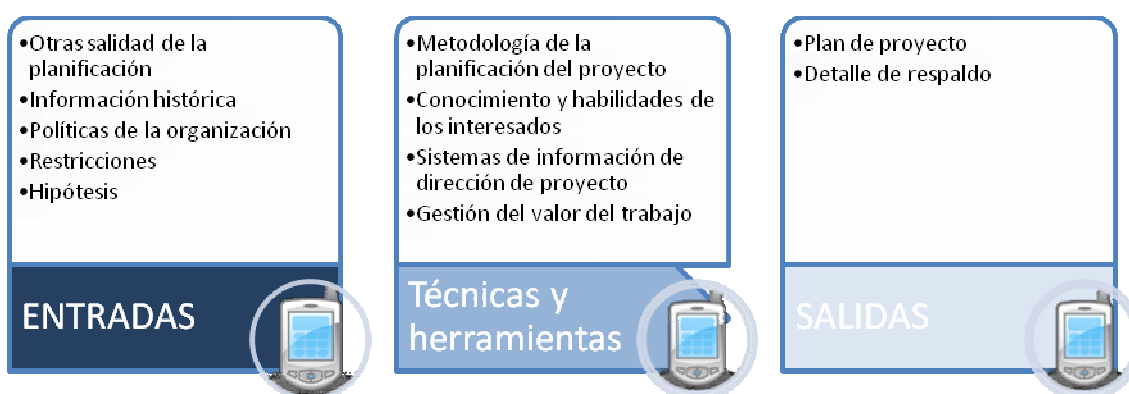 •Otras salidad de la
planificación
•Información histórica
•Políticas de la organización
•Restricciones
•Hipótesis
ENTRADAS
•Metodología de la
planificación del proyecto
•Conocimiento y habilidades de
los interesados
•Sistemas de información de
dirección de proyecto
•Gestión del valor del trabajo
Técnicas y
herramientas
•Plan de proyecto
•Detalle de respaldo
SALIDAS